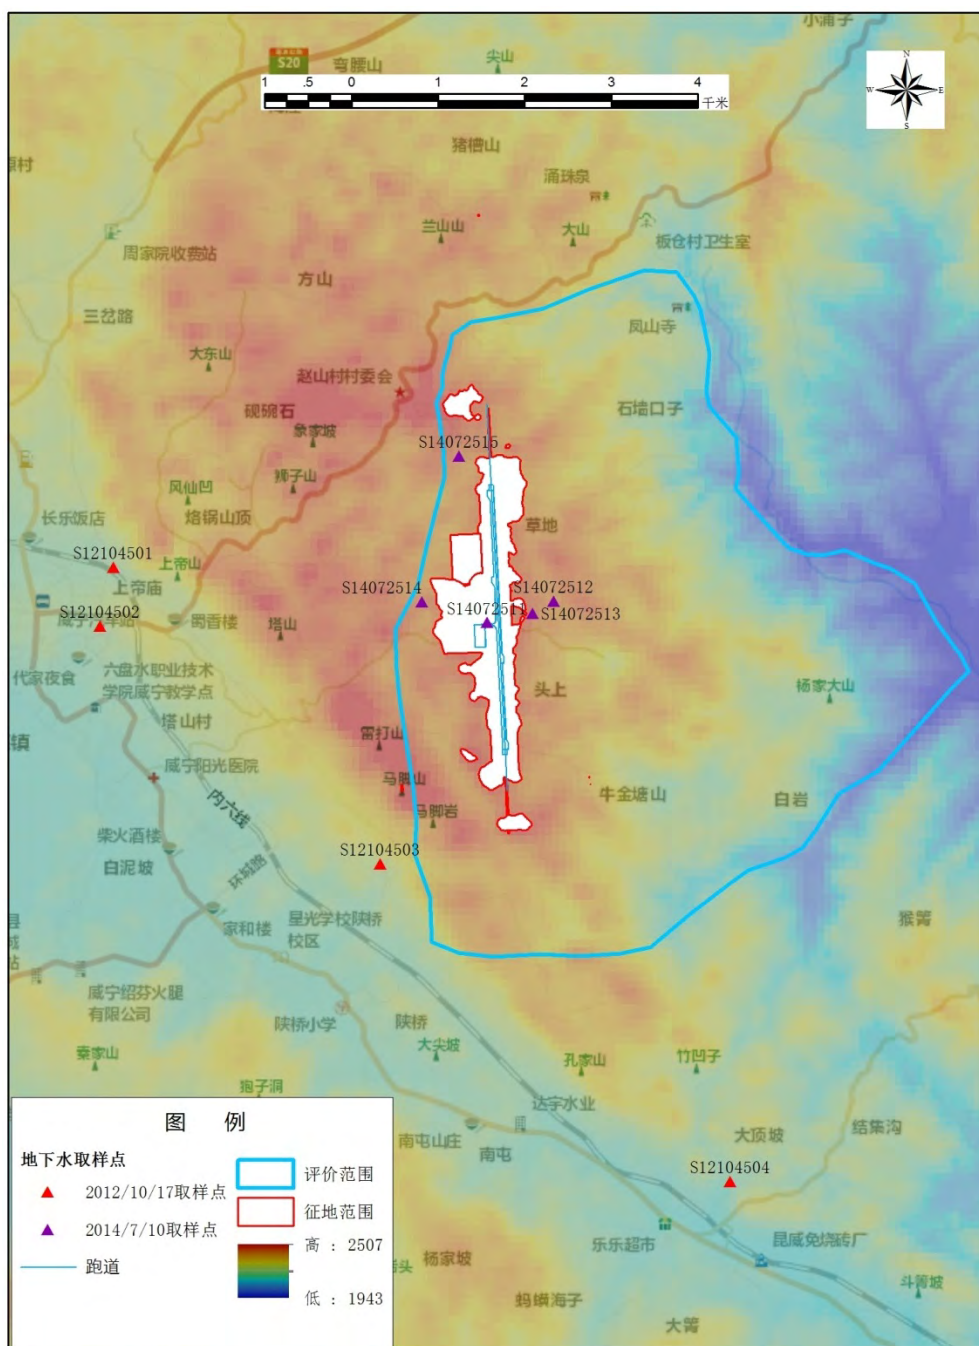 小浦子
S20
弯腰山
尖山
1 .5 0 1 2 3 4
千米
N
W E
S
猪槽山
涌珠泉
兰山山
大山
板仓村卫生室
周家院收费站
方山
三岔路
凤山寺
大东山
赵山村村委会
砚碗石
石墙口子
象家坡
S14072515
狮子山
风仙凹
烙锅山顶
长乐饭店
草地
S12104501
上帝山
上帝庙
S14072514
S14072512
S12104502
S14072511
S14072513
蜀香楼
塔山
代家夜食
六盘水职业技术
学院威宁教学点
头上
杨家大山
塔山村
镇
雷打山
威宁阳光医院
马脚山
牛金塘山
白岩
内六线
马脚岩
柴火酒楼
S12104503
白泥坡
环城路
家和楼
星光学校陕桥
校区
猴箐
威宁绍芬火腿
有限公司
陕桥小学
陕桥
秦家山
大尖坡
孔家山
竹凹子
抱子洞
达宇水业
图 例
南屯山庄
南屯
大顶坡
结集沟
地下水取样点
评价范围
S12104504
2012/10/17取样点
征地范围
2014/7/10取样点
高 : 2507
乐乐超市
昆威免烧砖厂
跑道
杨家坡
低 : 1943
蚂蟥海子
斗箐坡
大箐